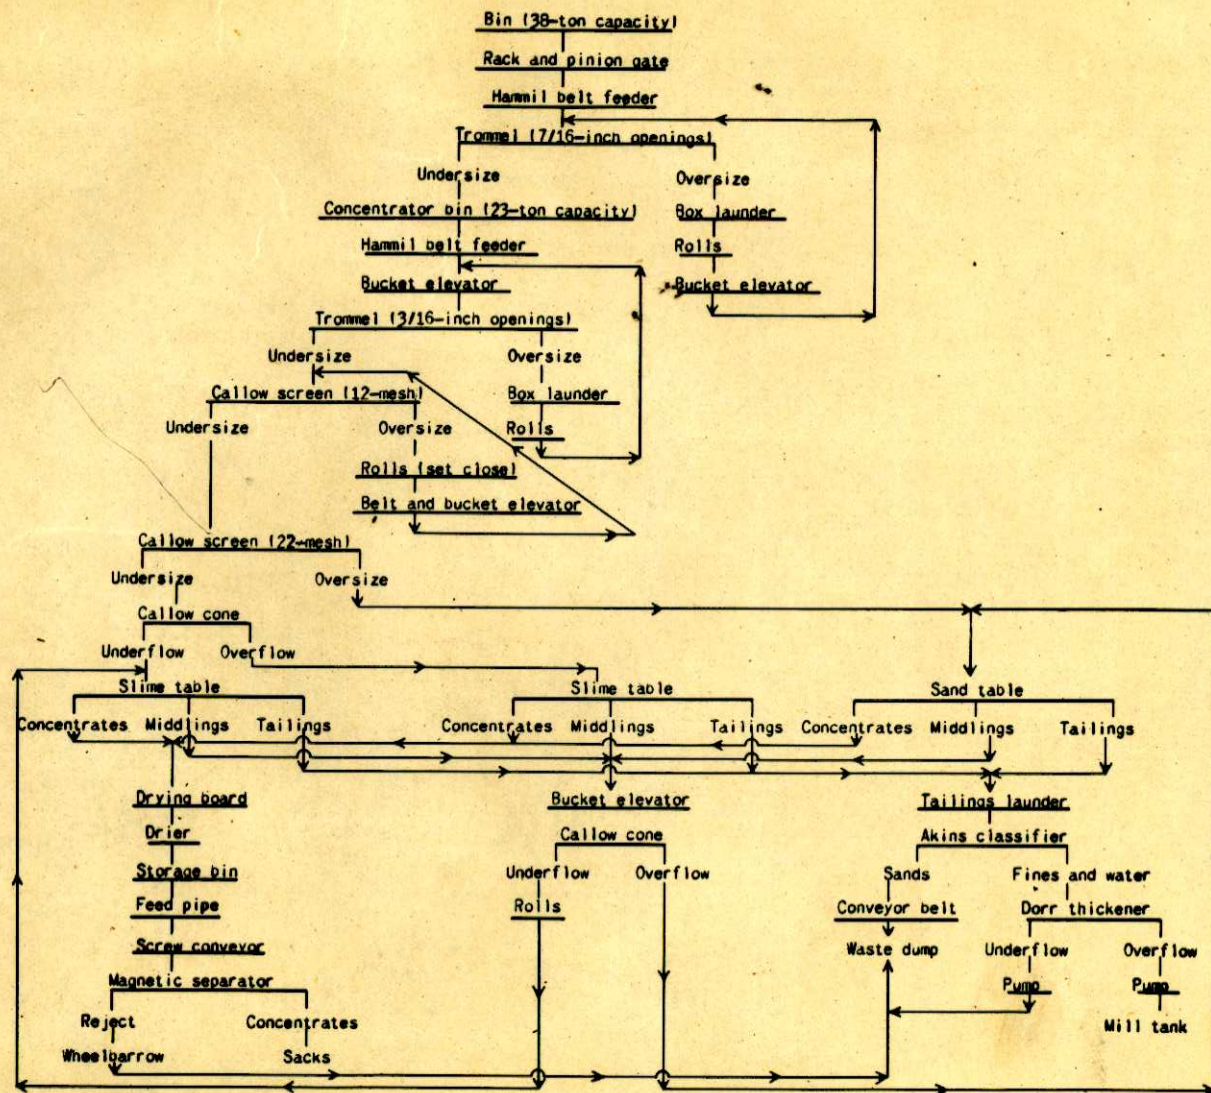 Bin (38-ton capacity)
Rack and pinion gate
Hammil belt feeder
Trommel (7/16-inch openings)
Undersize Oversize
Concentrator bin (23-ton capacity) Box launder
Hammil belt feeder Rolls
Bucket elevator Bucket elevator
Trommel (3/16-inch openings)
Undersize Oversize
Callow screen (12-mesh) Box launder
Undersize Oversize Rolls
Rolls (set close)
Belt and bucket elevator
Callow screen (22-mesh)
Undersize Oversize
Callow cone
Underflow Overflow
Slime table Slime table Sand table
Concentrates Middlings Tailings Concentrates Middlings Tailings Concentrates Middlings Tailings
Drying board Bucket elevator Tailings launder
Drier Callow cone Akins classifier
Storage bin Underflow Overflow Sands Fines and water
Feed pipe Rolls Conveyor belt Dorr thickener
Screw conveyor Waste dump Underflow Overflow
Magnetic separator Pump Pump
Reject Concentrates Mill tank
Wheelbarrow Sacks